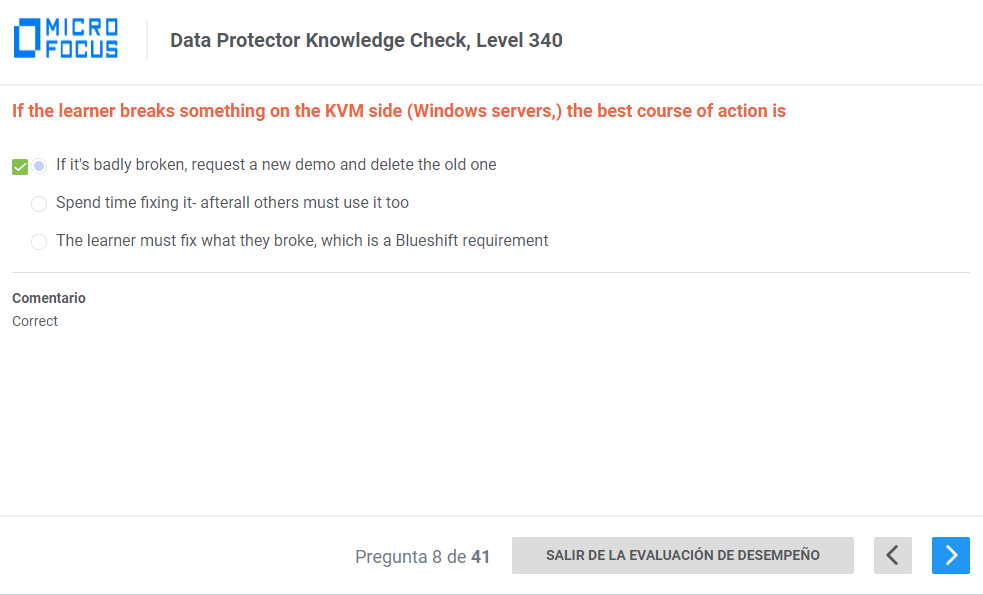 MICRO
FOCUS
Data Protector Knowledge Check, Level 340
If the learner breaks something on the KVM side (Windows servers,) the best course of action is
If it's badly broken, request a new demo and delete the old one
Spend time fixing it- afterall others must use it too
The learner must fix what they broke, which is a Blueshift requirement
Comentario
Correct
Pregunta 8 de 41
SALIR DE LA EVALUACIÓN DE DESEMPEÑO